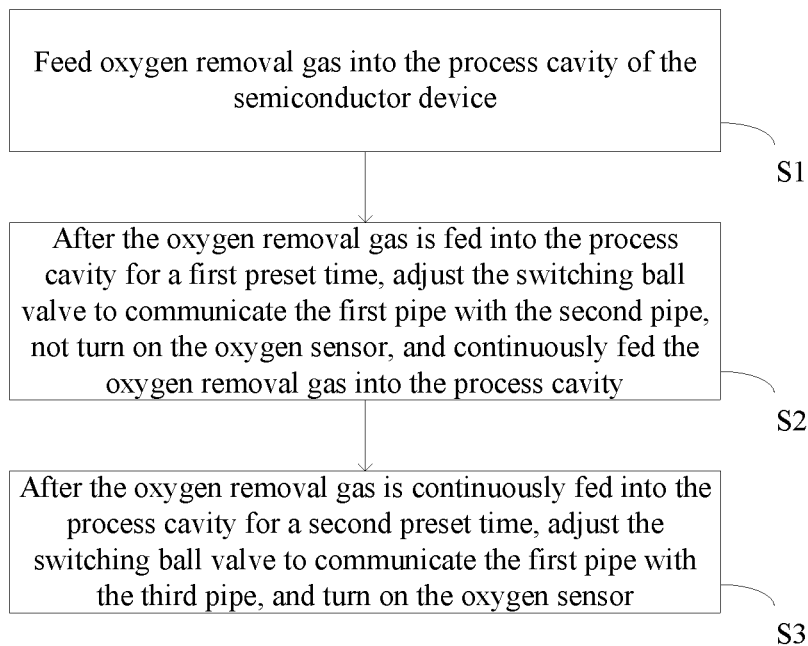 Feed oxygen removal gas into the process cavity of the
semiconductor device
S1
After the oxygen removal gas is fed into the process
cavity for a first preset time, adjust the switching ball
valve to communicate the first pipe with the second pipe,
not turn on the oxygen sensor, and continuously fed the
oxygen removal gas into the process cavity
S2
After the oxygen removal gas is continuously fed into the
process cavity for a second preset time, adjust the
switching ball valve to communicate the first pipe with
the third pipe, and turn on the oxygen sensor
S3